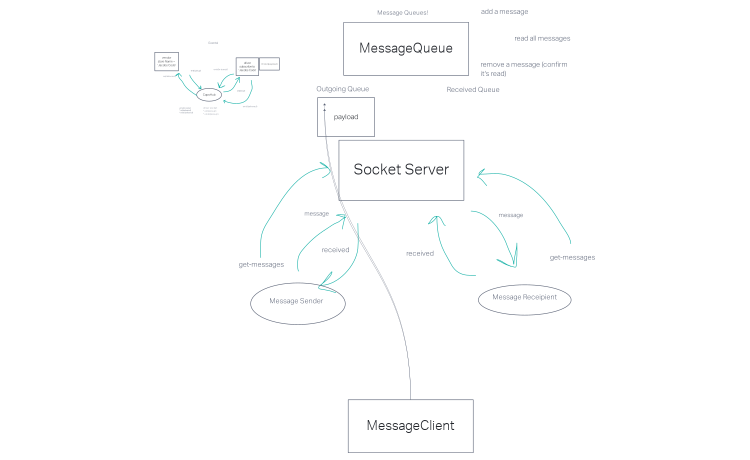 Message Queues!
add a message
MessageQueue
read all messages
remove a message (confirm
it's read)
Outgoing Queue
Received Queue
payload
Socket Server
message
message
received
received
get-messages
get-messages
Message Sender
Message Receipient
MessageClient